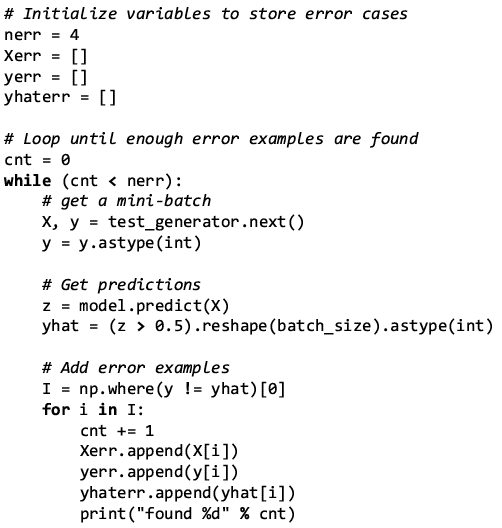 # Initialize variables to store error cases
nerr = 4
Xerr = []
yerr = []
yhaterr = []

# Loop until enough error examples are found
cnt = 0
while (cnt < nerr):
    # get a mini-batch
    X, y = test_generator.next()
    y = y.astype(int)

    # Get predictions
    z = model.predict(X)
    yhat = (z > 0.5).reshape(batch_size).astype(int)

    # Add error examples
    I = np.where(y != yhat)[0]
    for i in I:
        cnt += 1
        Xerr.append(X[i])
        yerr.append(y[i])
        yhaterr.append(yhat[i])
        print("found %d" % cnt)